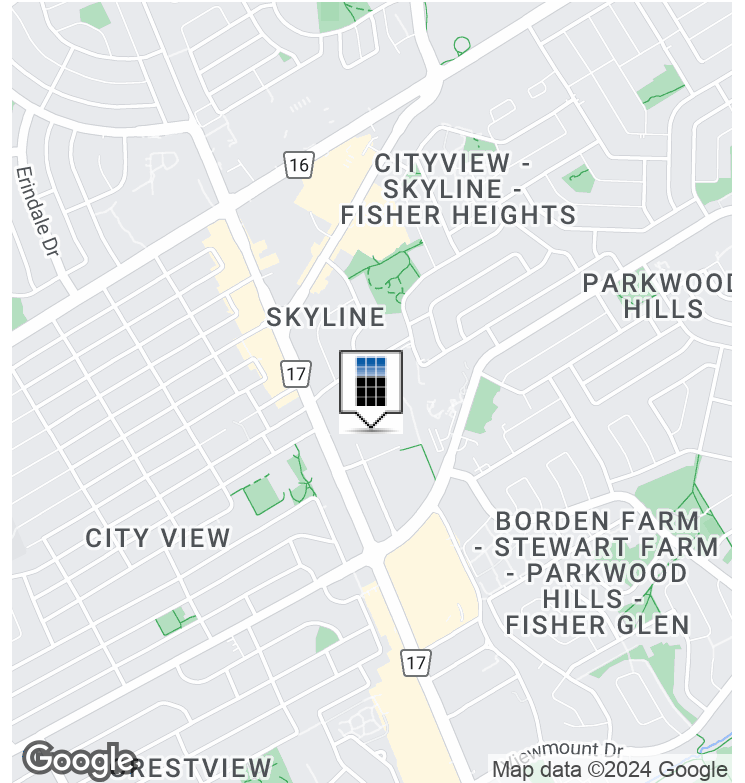 16
CITYVIEW -
SKYLINE -
FISHER HEIGHTS
Erindale Dr
PARKWOOD
HILLS
SKYLINE
17
CITY VIEW
BORDEN FARM
- STEWART FARM
- PARKWOOD
HILLS -
FISHER GLEN
17
Google
Map data ©2024 Google